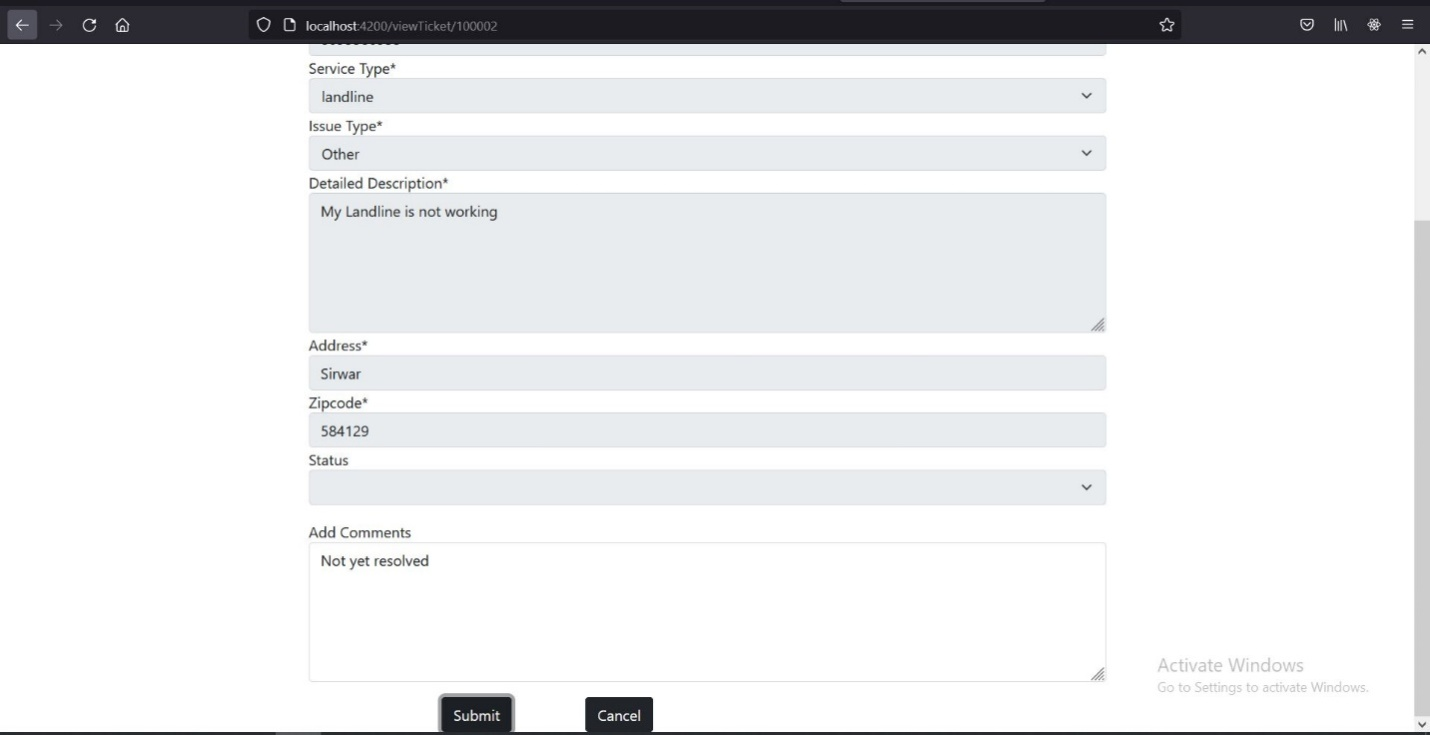 localhost:4200/viewTicket/100002
Service Type*
landline
Issue Type*
Other
Detailed Description*
My Landline is not working
Address*
Sirwar
Zipcode*
584129
Status
Add Comments
Not yet resolved
Activate Windows
Go to Settings to activate Windows.
Submit
Cancel